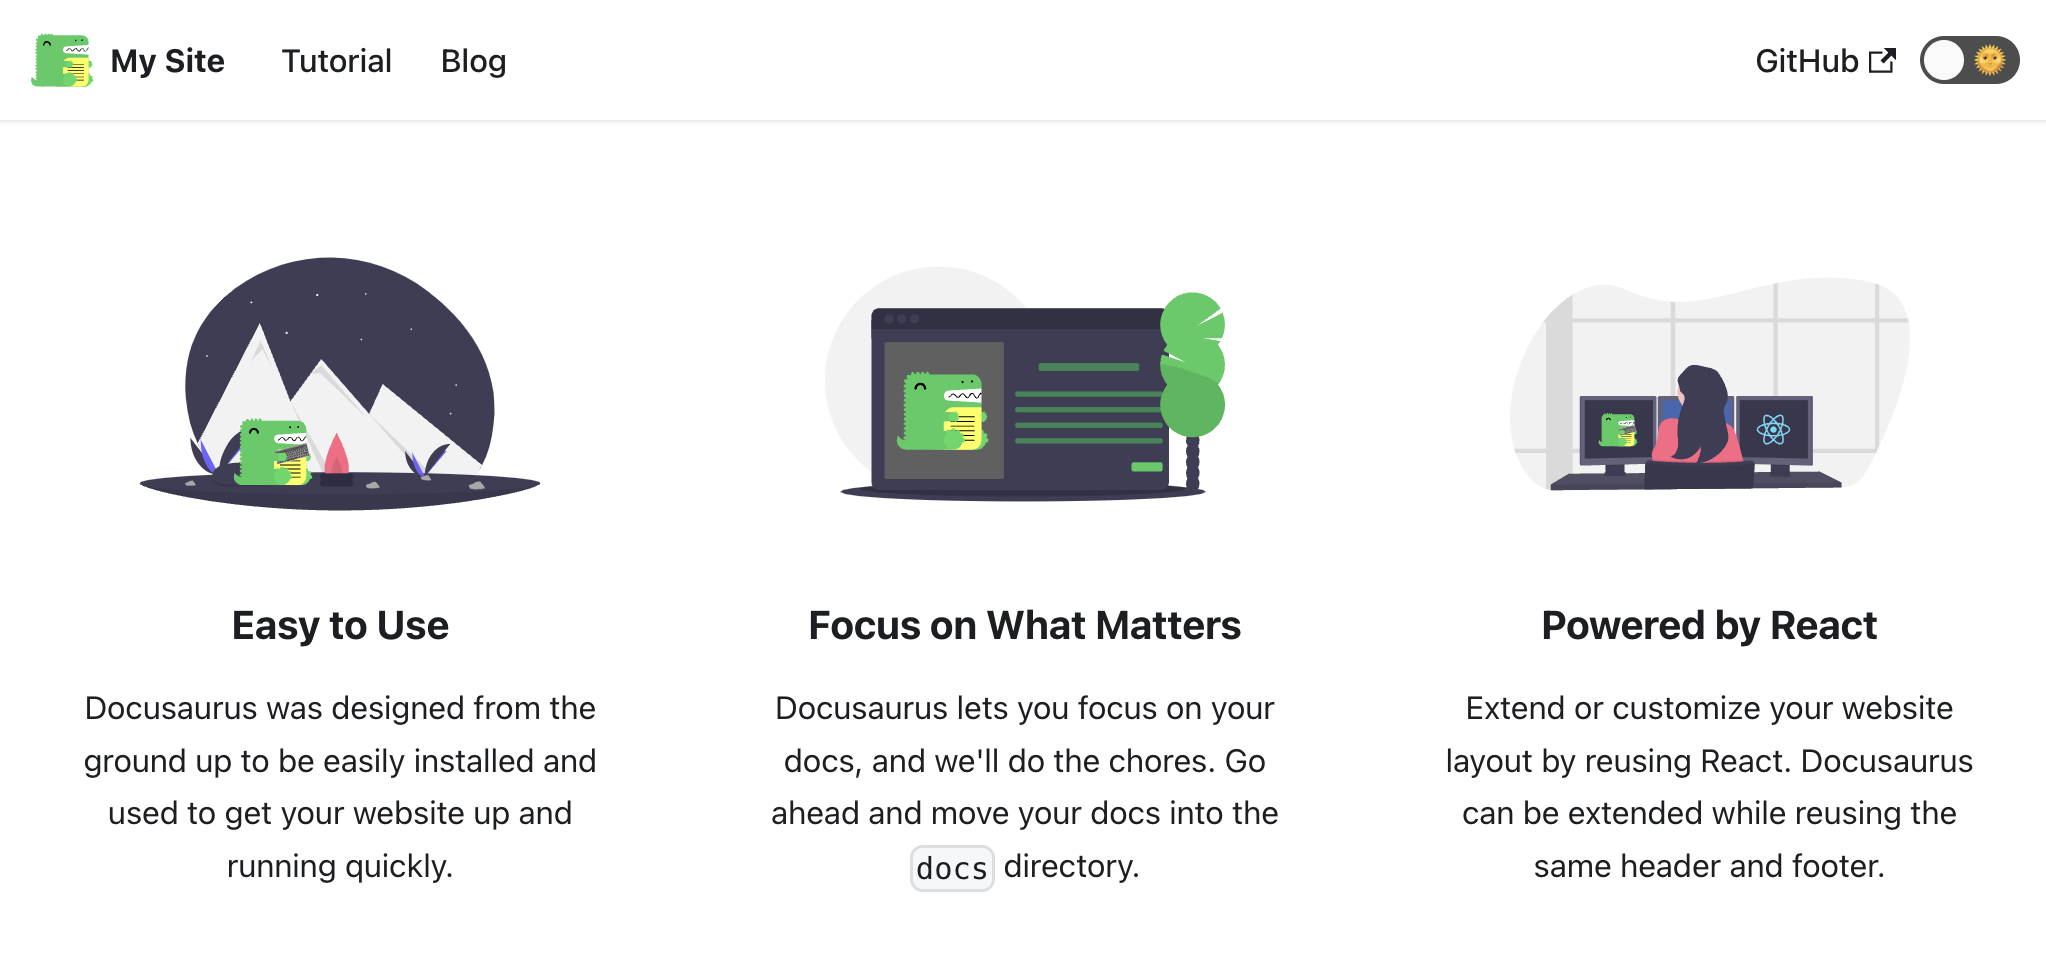 My Site Tutorial Blog GitHub
Easy to Use
Docusaurus was designed from the
ground up to be easily installed and
used to get your website up and
running quickly.
Focus on What Matters
Docusaurus lets you focus on your
docs, and we'll do the chores. Go
ahead and move your docs into the
docs directory.
Powered by React
Extend or customize your website
layout by reusing React. Docusaurus
can be extended while reusing the
same header and footer.